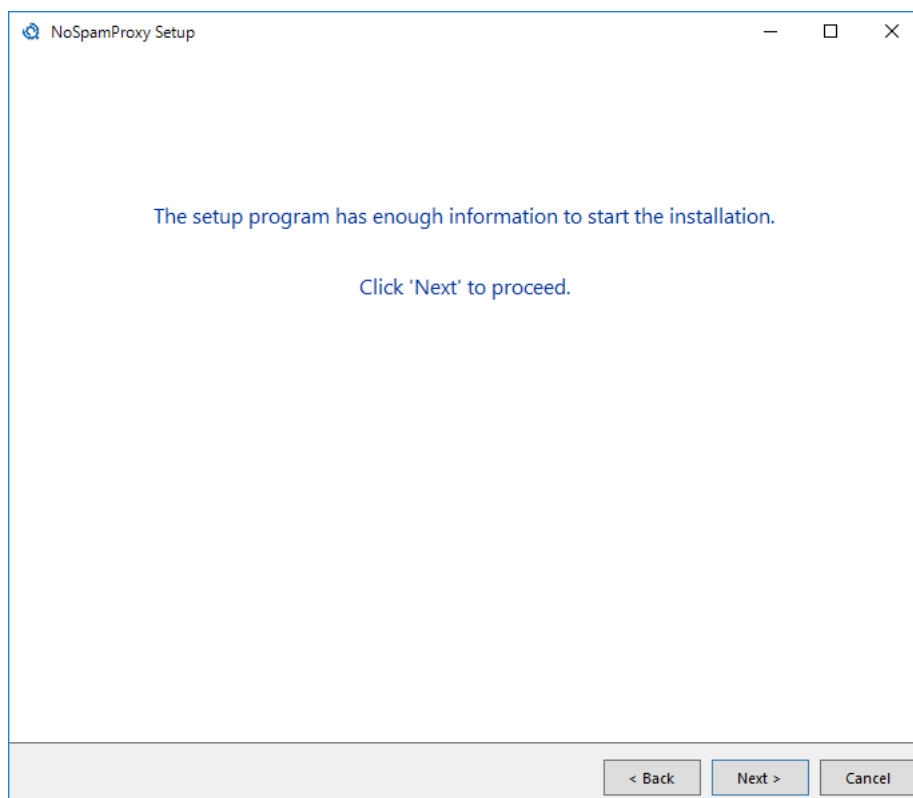 NoSpamProxy Setup
The setup program has enough information to start the installation.
Click 'Next' to proceed.
< Back Next > Cancel